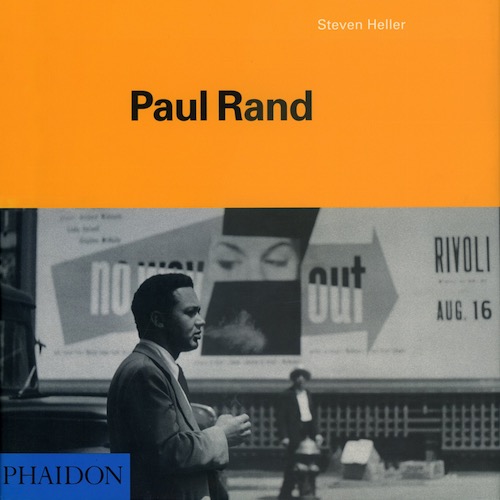 Steven Heller
Paul Rand
no way out
RIVOLI
AUG. 16
PHAIDON